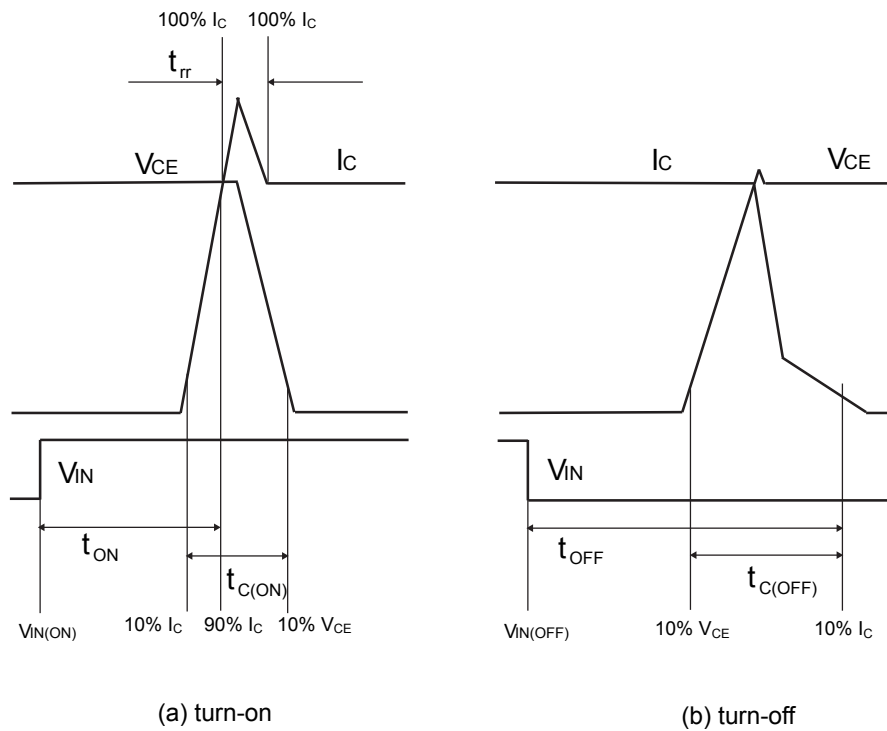 100% IC 100% IC
trr
VCE IC
IC VCE
VIN
VIN
tON
tC(ON)
tOFF
tC(OFF)
VIN(ON) 10% IC 90% IC 10% VCE
VIN(OFF) 10% VCE 10% IC
(a) turn-on
(b) turn-off